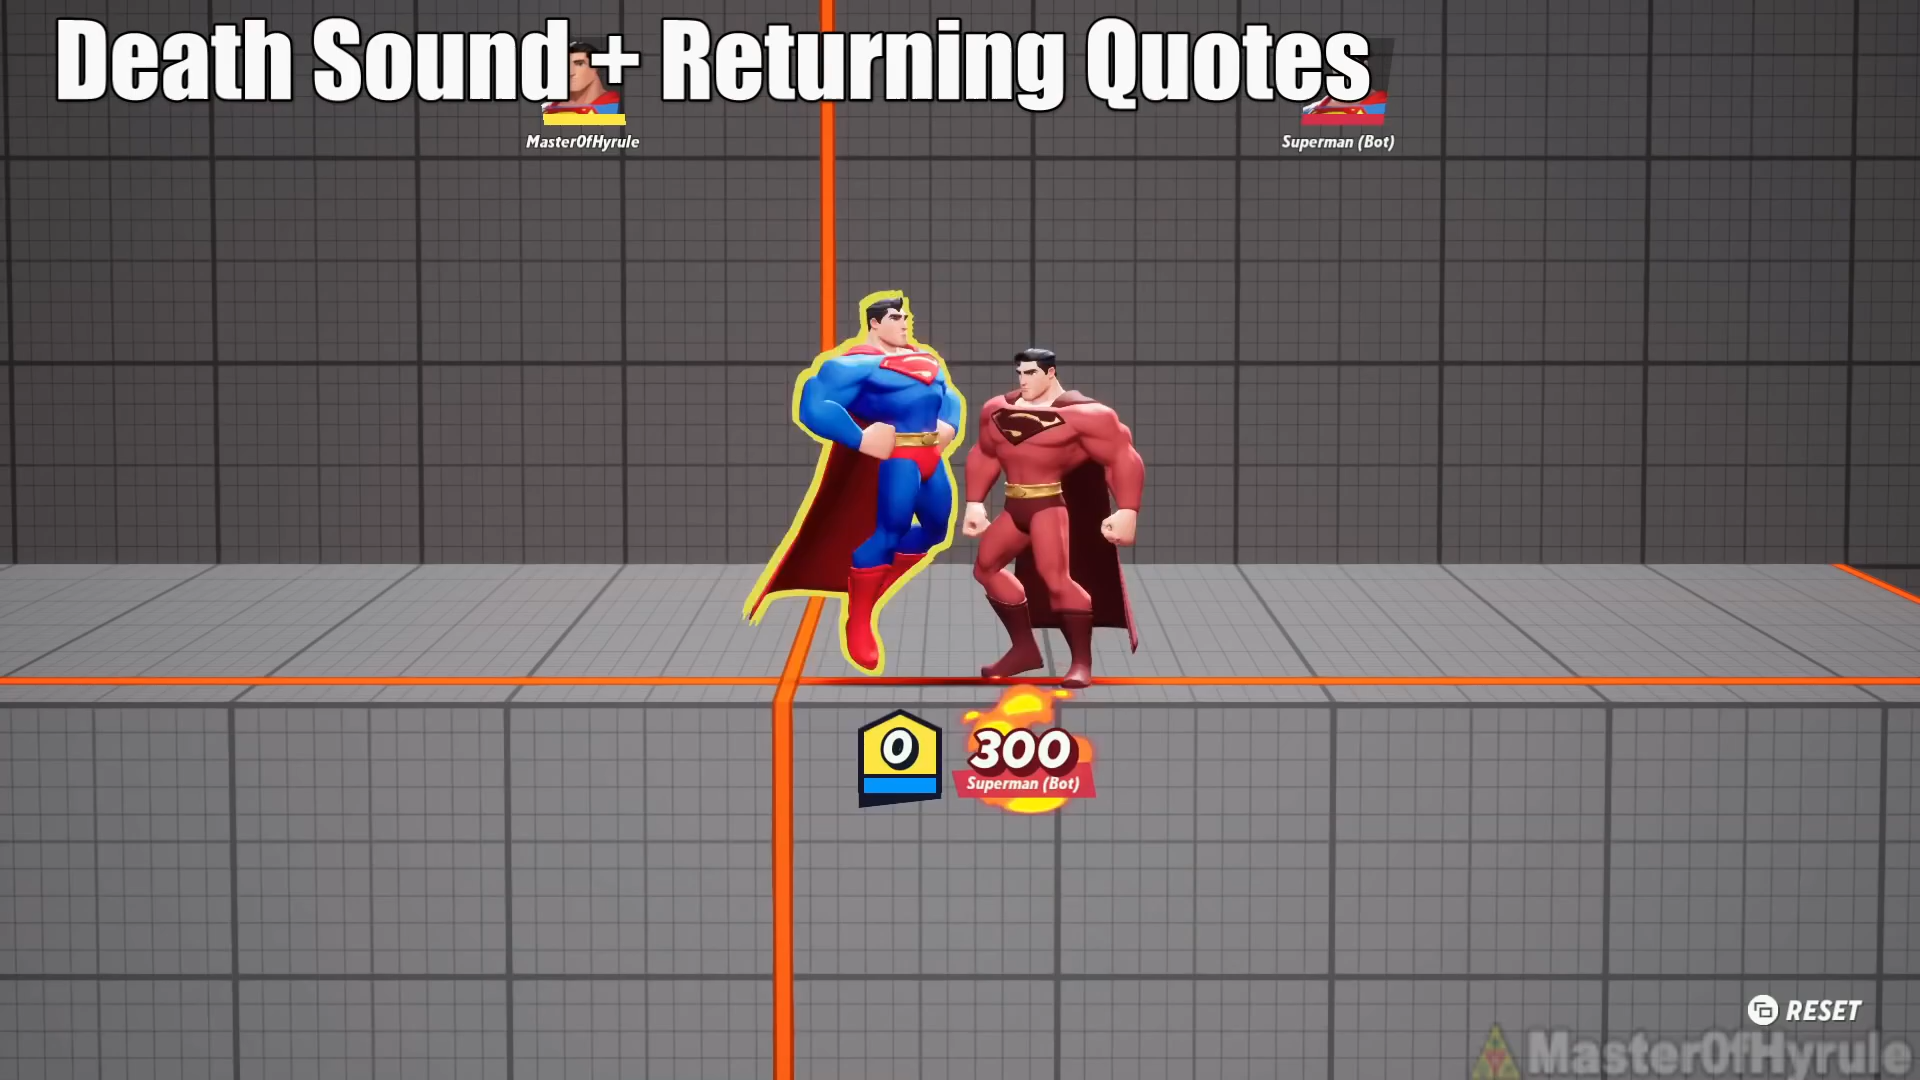 Death Sound + Returning Quotes
MasterOfHyrule
Superman (Bot)
0
300
Superman (Bot)
RESET
MasterOfHyrule